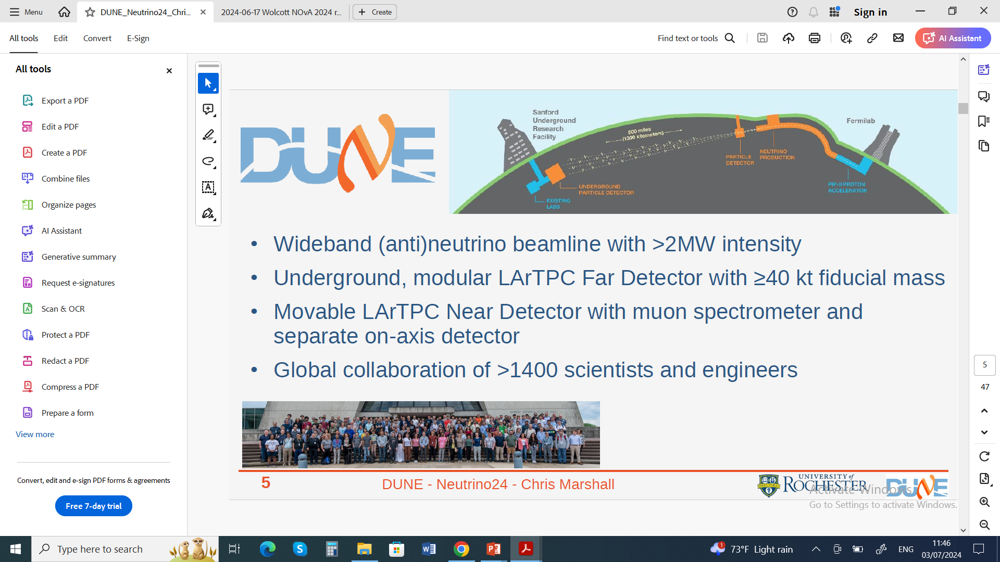 Menu
DUNE_Neutrino24_Chri...
2024-06-17 Wolcott NOvA 2024 r...
Create
Sign in
All tools
Edit
Convert
E-Sign
Find text or tools
AI Assistant
All tools
Export a PDF
Edit a PDF
Create a PDF
Combine files
Organize pages
AI Assistant
Generative summary
Request e-signatures
Scan & OCR
Protect a PDF
Redact a PDF
Compress a PDF
Prepare a form
View more
Convert, edit and e-sign PDF forms & agreements
Free 7-day trial
DUNE
Sanford
Underground
Research
Facility
800 miles
(1300 kilometers)
Fermilab
PARTICLE
DETECTOR
NEUTRINO
PRODUCTION
UNDERGROUND
PARTICLE DETECTOR
EXISTING
LABS
PIP-II PROTON
ACCELERATOR
• Wideband (anti)neutrino beamline with >2MW intensity
• Underground, modular LArTPC Far Detector with ≥40 kt fiducial mass
• Movable LArTPC Near Detector with muon spectrometer and
separate on-axis detector
• Global collaboration of >1400 scientists and engineers
5
DUNE - Neutrino24 - Chris Marshall
MELIORA
UNIVERSITY of
ROCHESTER
DUNE
Activate Windows
Go to Settings to activate Windows.
5
47
Type here to search
1
73°F Light rain
ENG
11:46
03/07/2024